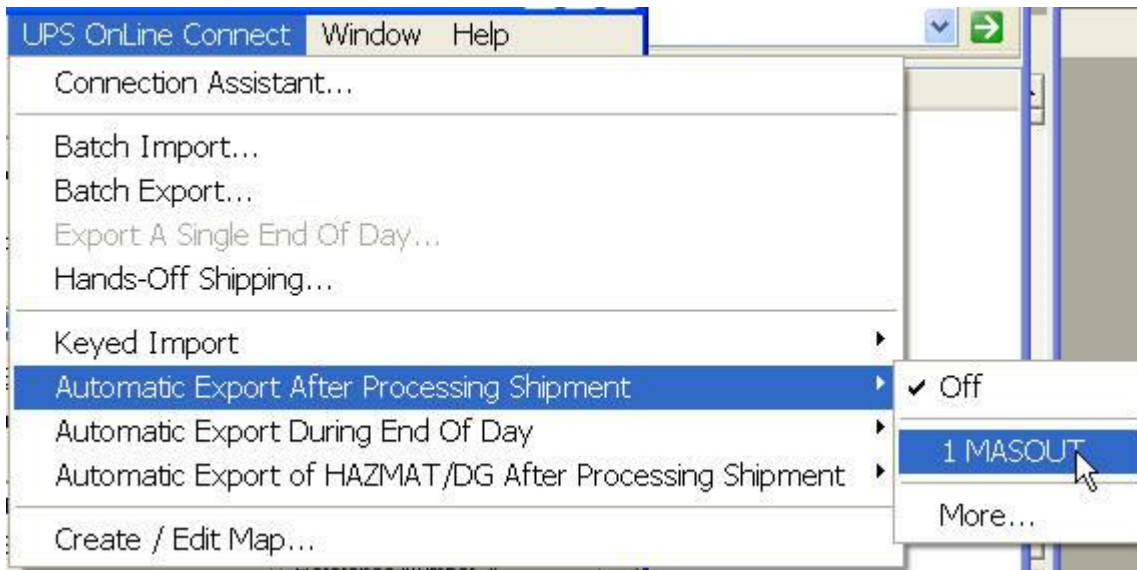 UPS OnLine Connect Window Help
Connection Assistant...
Batch Import...
Batch Export...
Export A Single End Of Day...
Hands-Off Shipping...
Keyed Import
Automatic Export After Processing Shipment
Off
Automatic Export During End Of Day
1 MASOUT
Automatic Export of HAZMAT/DG After Processing Shipment
More...
Create / Edit Map...